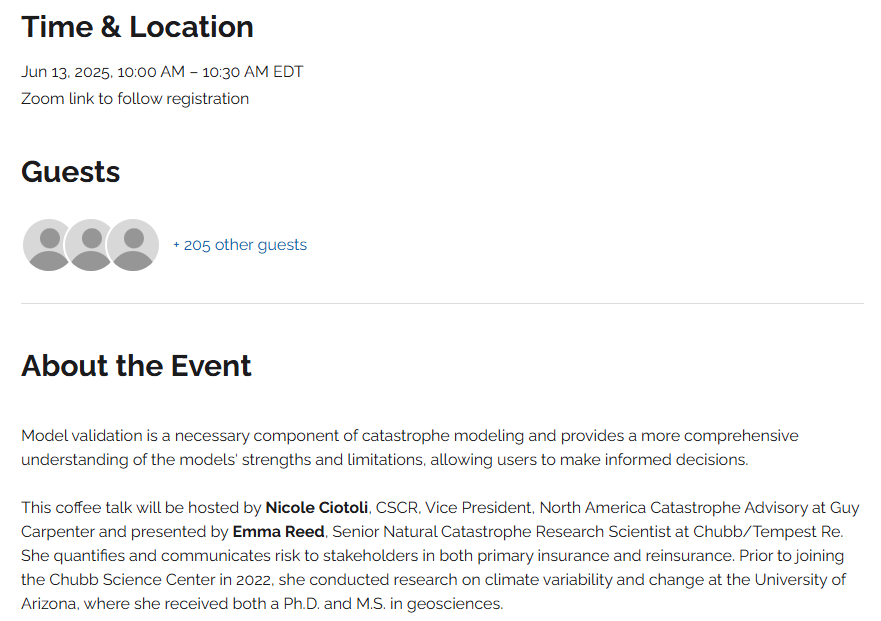 Time & Location
Jun 13, 2025, 10:00 AM – 10:30 AM EDT
Zoom link to follow registration
Guests
+ 205 other guests
About the Event
Model validation is a necessary component of catastrophe modeling and provides a more comprehensive
understanding of the models' strengths and limitations, allowing users to make informed decisions.
This coffee talk will be hosted by Nicole Ciotoli, CSCR, Vice President, North America Catastrophe Advisory at Guy
Carpenter and presented by Emma Reed, Senior Natural Catastrophe Research Scientist at Chubb/Tempest Re.
She quantifies and communicates risk to stakeholders in both primary insurance and reinsurance. Prior to joining
the Chubb Science Center in 2022, she conducted research on climate variability and change at the University of
Arizona, where she received both a Ph.D. and M.S. in geosciences.